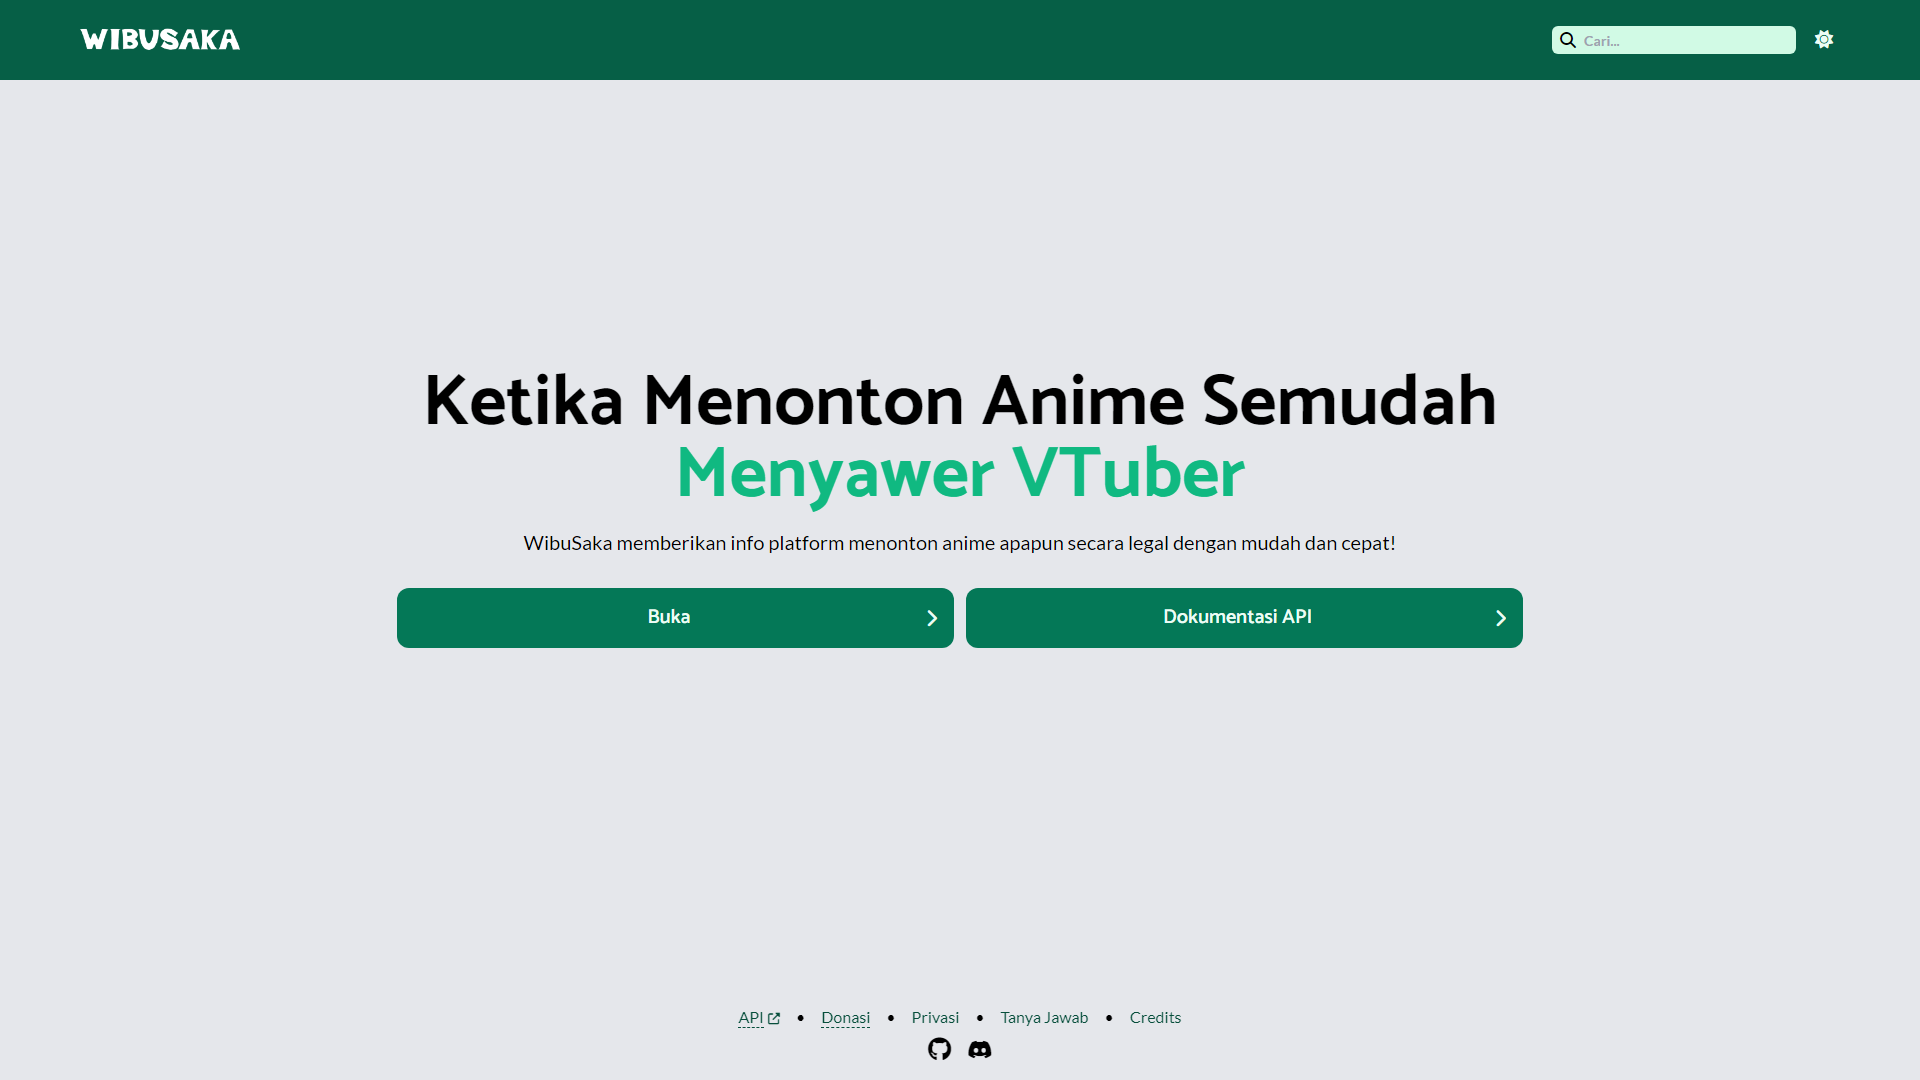 WIBUSAKA
Cari...
Ketika Menonton Anime Semudah
Menyawer VTuber
WibuSaka memberikan info platform menonton anime apapun secara legal dengan mudah dan cepat!
Buka
Dokumentasi API
API • Donasi • Privasi • Tanya Jawab • Credits